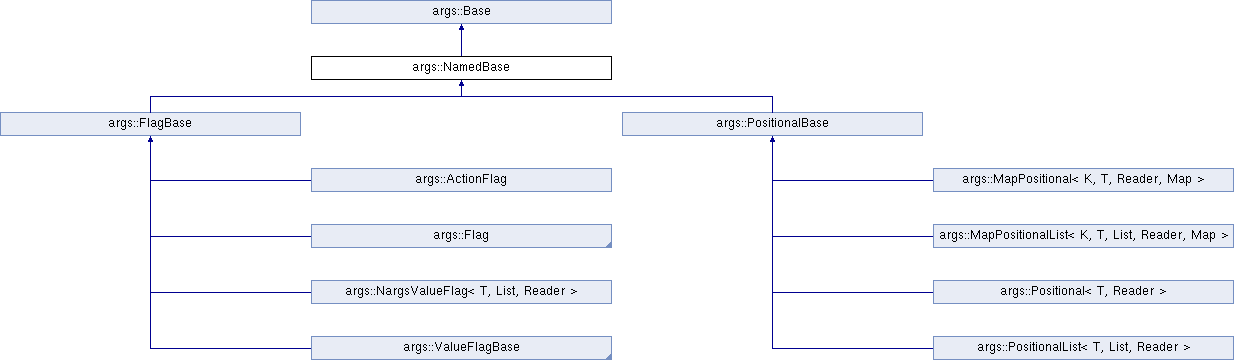 args::Base
args::NamedBase
args::FlagBase
args::PositionalBase
args::ActionFlag
args::MapPositional< K, T, Reader, Map >
args::Flag
args::MapPositionalList< K, T, List, Reader, Map >
args::NargsValueFlag< T, List, Reader >
args::Positional< T, Reader >
args::ValueFlagBase
args::PositionalList< T, List, Reader >